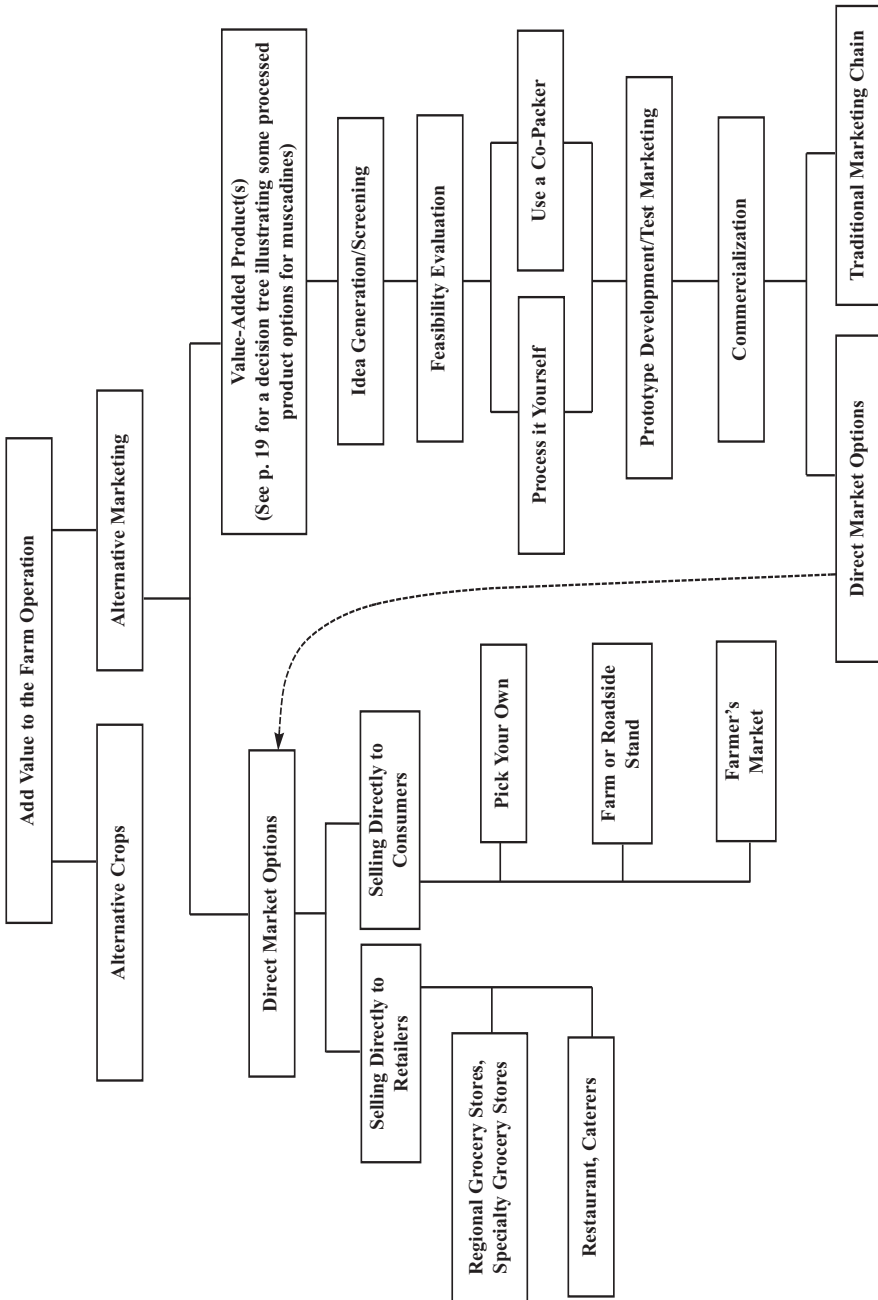 Add Value to the Farm Operation
Alternative Crops
Alternative Marketing
Direct Market Options
Value-Added Product(s)
(See p. 19 for a decision tree illustrating some processed
product options for muscadines)
Selling Directly to
Retailers
Selling Directly to
Consumers
Regional Grocery Stores,
Specialty Grocery Stores
Restaurant, Caterers
Pick Your Own
Farm or Roadside
Stand
Farmer's
Market
Idea Generation/Screening
Feasibility Evaluation
Process it Yourself
Use a Co-Packer
Prototype Development/Test Marketing
Commercialization
Direct Market Options
Traditional Marketing Chain